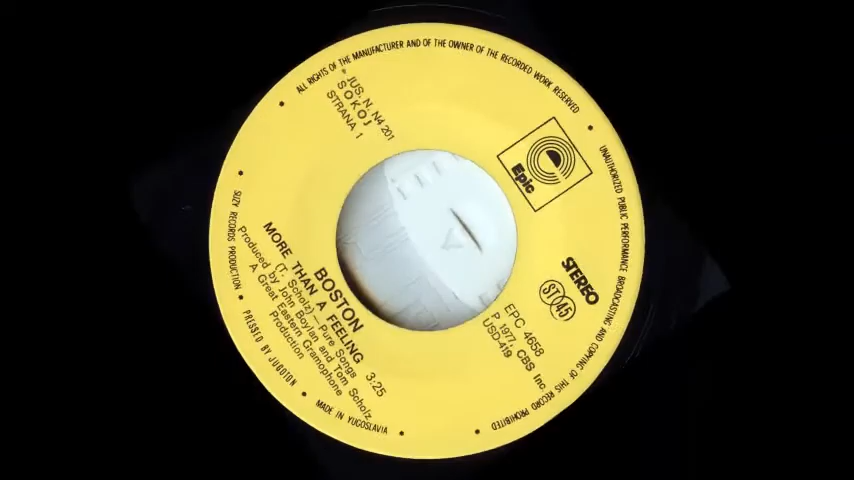 ALL RIGHTS OF THE MANUFACTURER AND OF THE OWNER OF THE RECORDED WORK RESERVED
UNAUTHORIZED PUBLIC PERFORMANCE BROADCASTING AND COPYING OF THIS RECORD PROHIBITED
JUS. N. N4 201
SOKOJ
STRANA 1
Epic
STEREO
ST 45
EPC 4658
P 1977, CBS Inc.
USD-419
BOSTON
MORE THAN A FEELING 3:25
(T. Scholz) — Pure Songs
Produced by John Boylan and Tom Scholz
A Great Eastern Gramophone
Production
SUZY RECORDS PRODUCTION
PRESSED BY JUGOTON
MADE IN YUGOSLAVIA